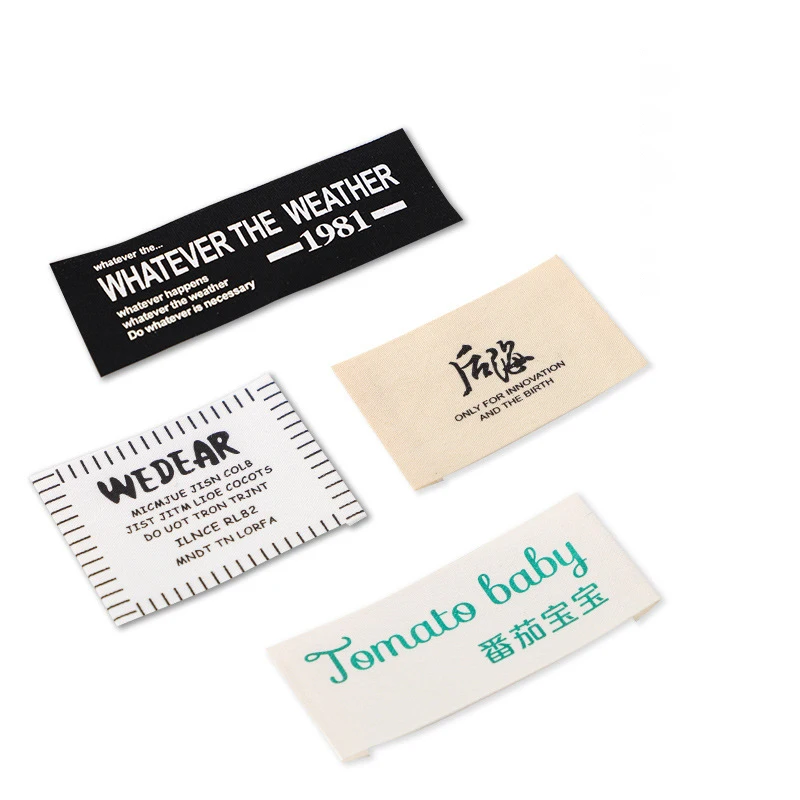 whatever the...
WHATEVER THE WEATHER
1981
whatever happens
whatever the weather
Do whatever is necessary
后海
ONLY FOR INNOVATION
AND THE BIRTH
WEDEAR
MICMJUE JISN COLB
JIST JITM LIOE COCOTS
DO UOT TRON TRJNT
ILNCE RL82
MNDT TN LORFA
Tomato baby
番茄宝宝